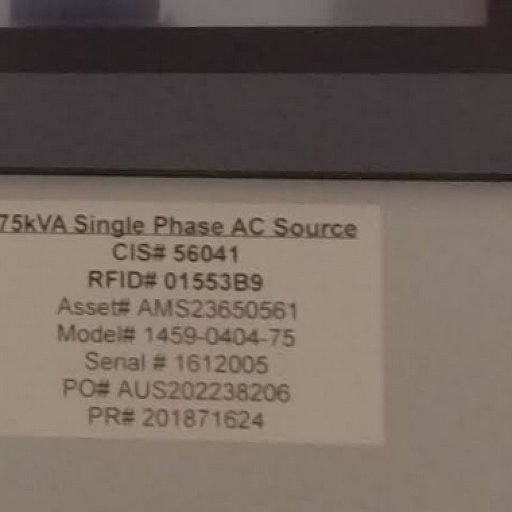 75kVA Single Phase AC Source
CIS# 56041
RFID# 01553B9
Asset# AMS23650561
Model# 1459-0404-75
Serial # 1612005
PO# AUS202238206
PR# 201871624